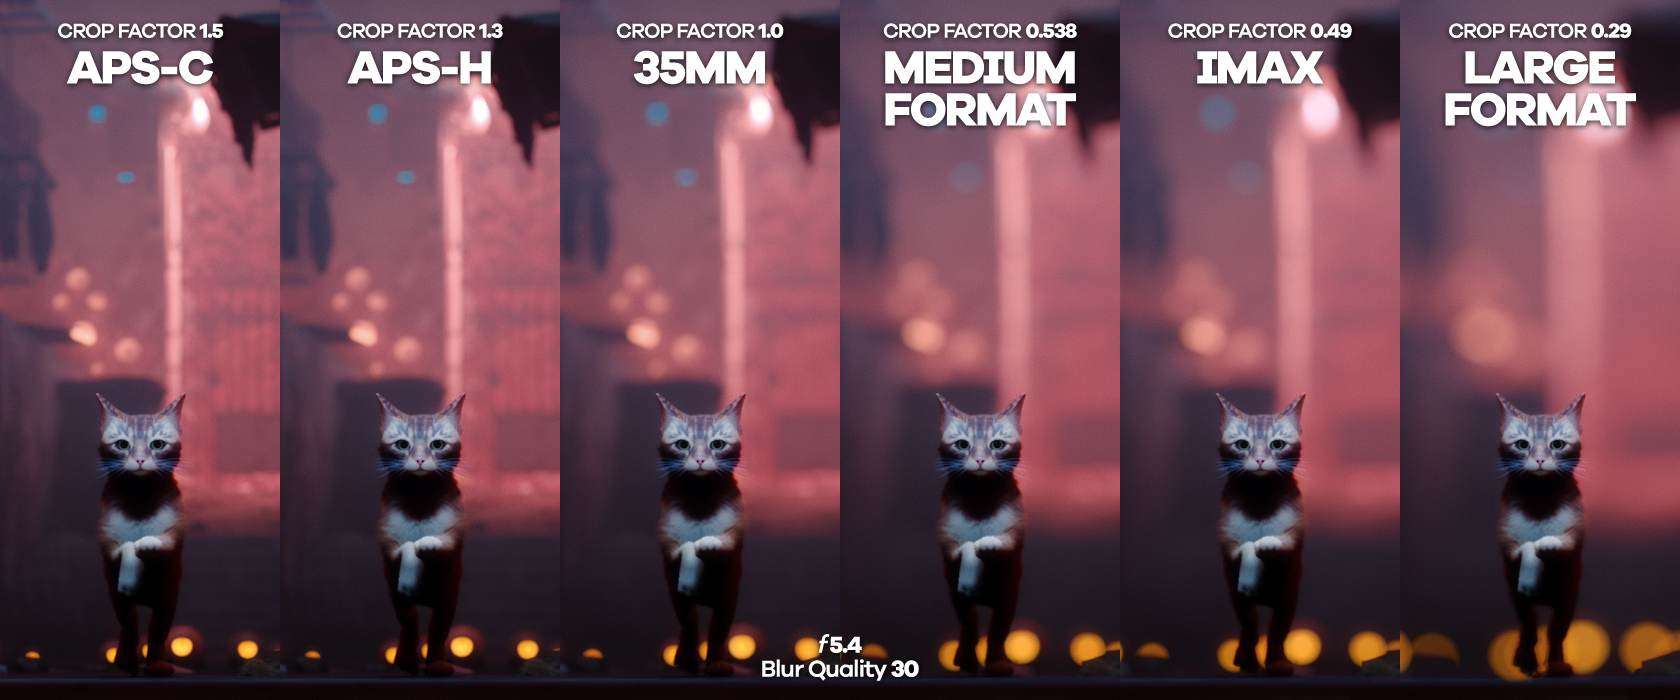 CROP FACTOR 1.5
APS-C
CROP FACTOR 1.3
APS-H
CROP FACTOR 1.0
35MM
CROP FACTOR 0.538
MEDIUM
FORMAT
CROP FACTOR 0.49
IMAX
CROP FACTOR 0.29
LARGE
FORMAT
f5.4
Blur Quality 30